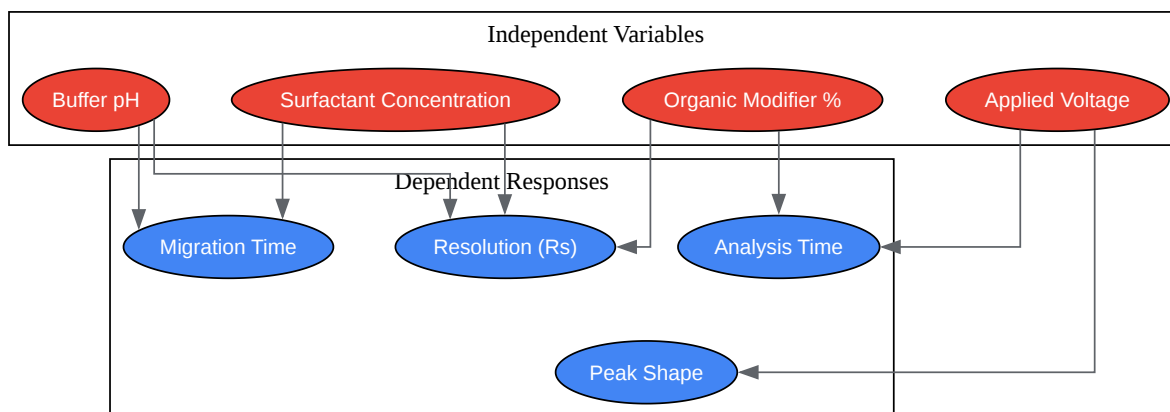 Independent Variables
Buffer pH
Surfactant Concentration
Organic Modifier %
Applied Voltage
Dependent Responses
Migration Time
Resolution (Rs)
Analysis Time
Peak Shape